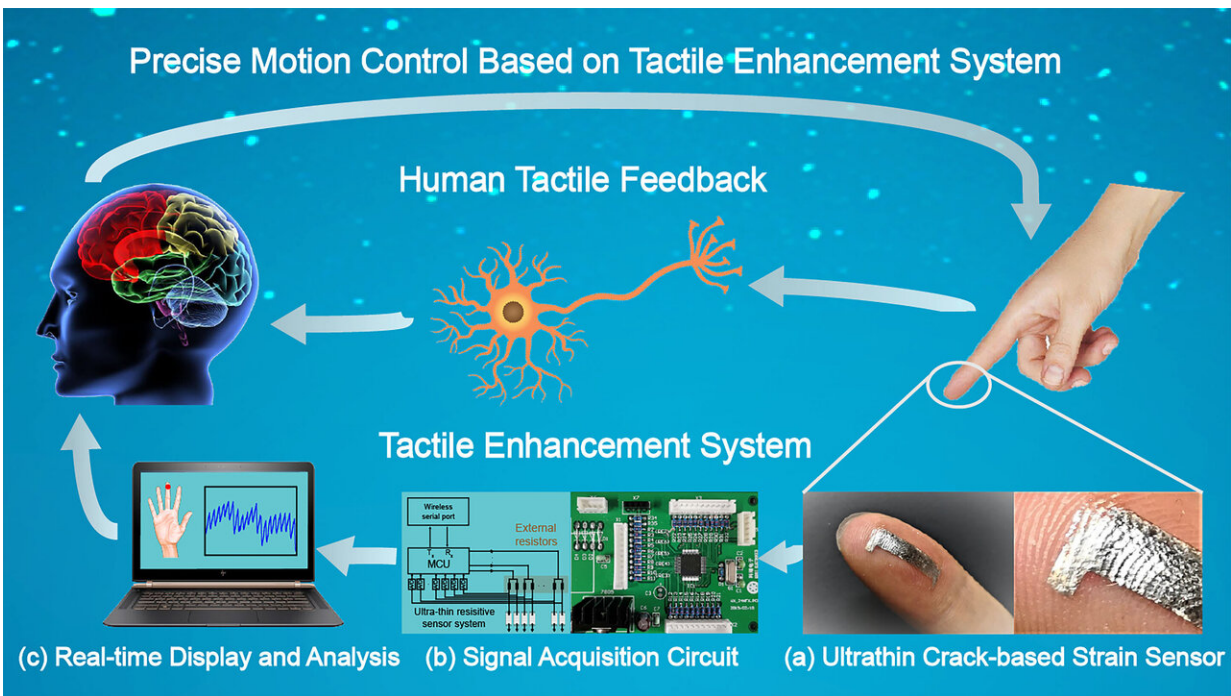 Precise Motion Control Based on Tactile Enhancement System
Human Tactile Feedback
Tactile Enhancement System
Wireless
serial port
External
resistors
MCU
Ultra-thin resistive
sensor system
(c) Real-time Display and Analysis
(b) Signal Acquisition Circuit
(a) Ultrathin Crack-based Strain Sensor